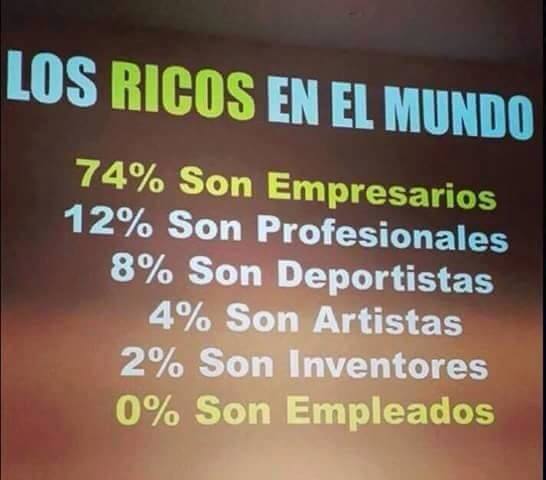 LOS RICOS EN EL MUNDO
74% Son Empresarios
12% Son Profesionales
8% Son Deportistas
4% Son Artistas
2% Son Inventores
0% Son Empleados